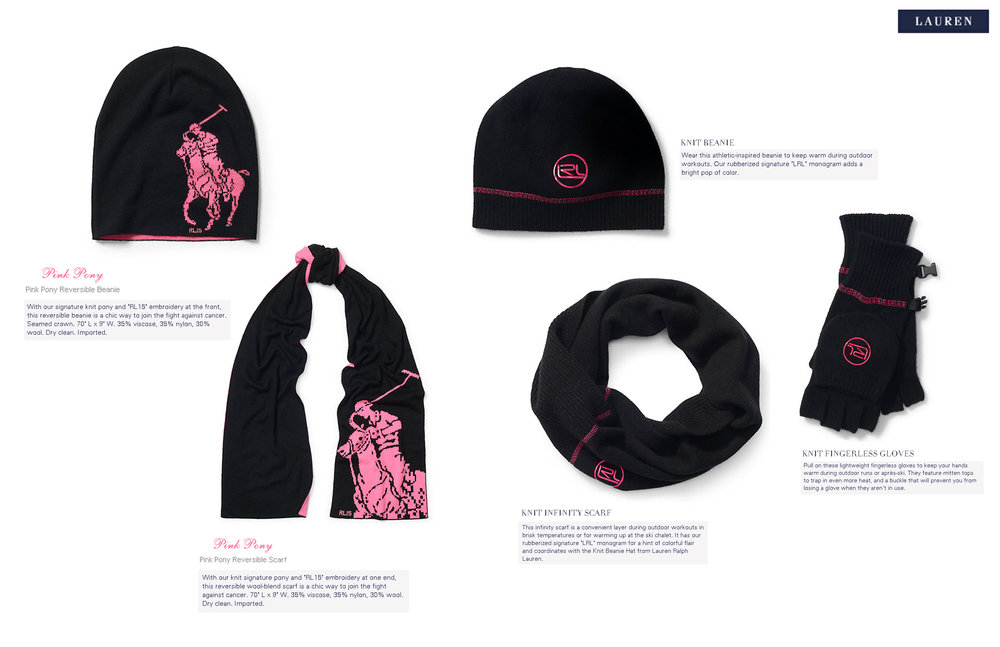 LAUREN
RL15
Pink Pony
Pink Pony Reversible Beanie
With our signature knit pony and "RL15" embroidery at the front,
this reversible beanie is a chic way to join the fight against cancer.
Seamed crown. 70" L x 9" W. 35% viscose, 35% nylon, 30%
wool. Dry clean. Imported.
RL15
Pink Pony
Pink Pony Reversible Scarf
With our knit signature pony and "RL15" embroidery at one end,
this reversible wool-blend scarf is a chic way to join the fight
against cancer. 70" L x 9" W. 35% viscose, 35% nylon, 30% wool.
Dry clean. Imported.
LRL
KNIT BEANIE
Wear this athletic-inspired beanie to keep warm during outdoor
workouts. Our rubberized signature "LRL" monogram adds a
bright pop of color.
LRL
KNIT INFINITY SCARF
This infinity scarf is a convenient layer during outdoor workouts in
brisk temperatures or for warming up at the ski chalet. It has our
rubberized signature "LRL" monogram for a hint of colorful flair
and coordinates with the Knit Beanie Hat from Lauren Ralph
Lauren.
LRL
KNIT FINGERLESS GLOVES
Pull on these lightweight fingerless gloves to keep your hands
warm during outdoor runs or après-ski. They feature mitten tops
to trap in even more heat, and a buckle that will prevent you from
losing a glove when they aren't in use.